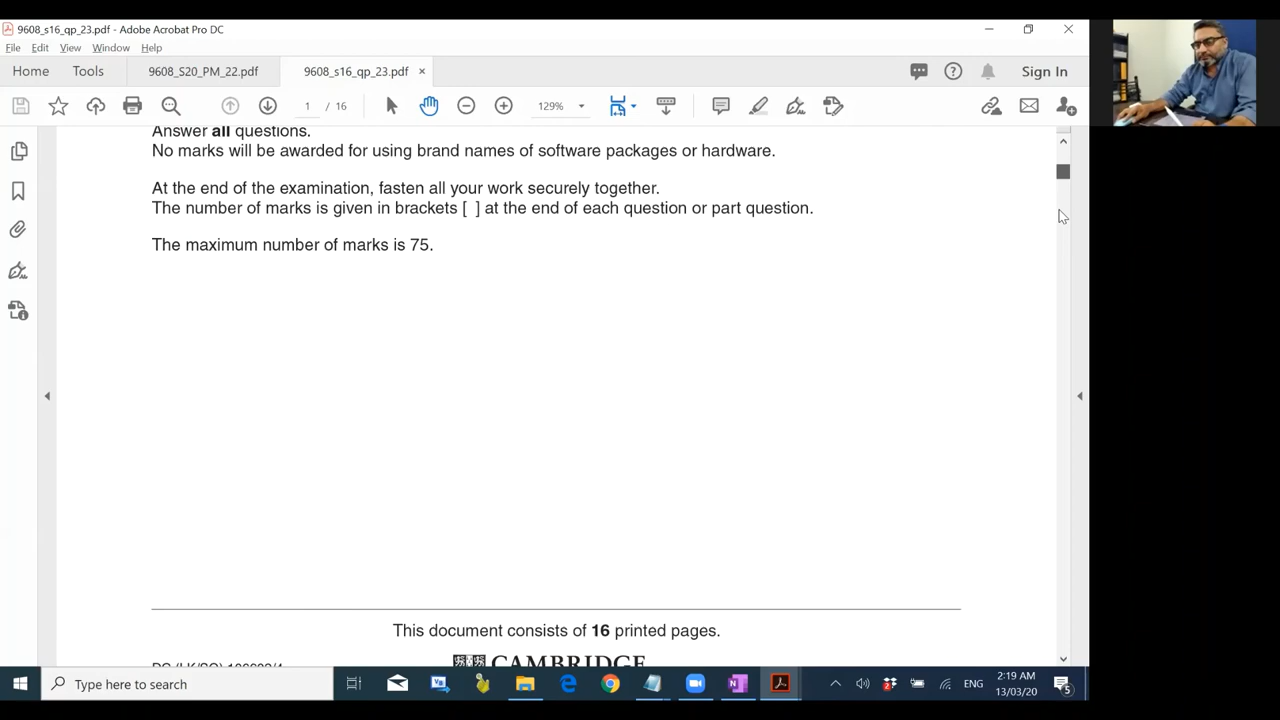 9608_s16_qp_23.pdf - Adobe Acrobat Pro DC
File Edit View Window Help
Home Tools 9608_S20_PM_22.pdf 9608_s16_qp_23.pdf ×
1 / 16 129% Sign In
Answer all questions.
No marks will be awarded for using brand names of software packages or hardware.
At the end of the examination, fasten all your work securely together.
The number of marks is given in brackets [ ] at the end of each question or part question.
The maximum number of marks is 75.
This document consists of 16 printed pages.
CAMBRIDGE
Type here to search
ENG
2:19 AM
13/03/20
5